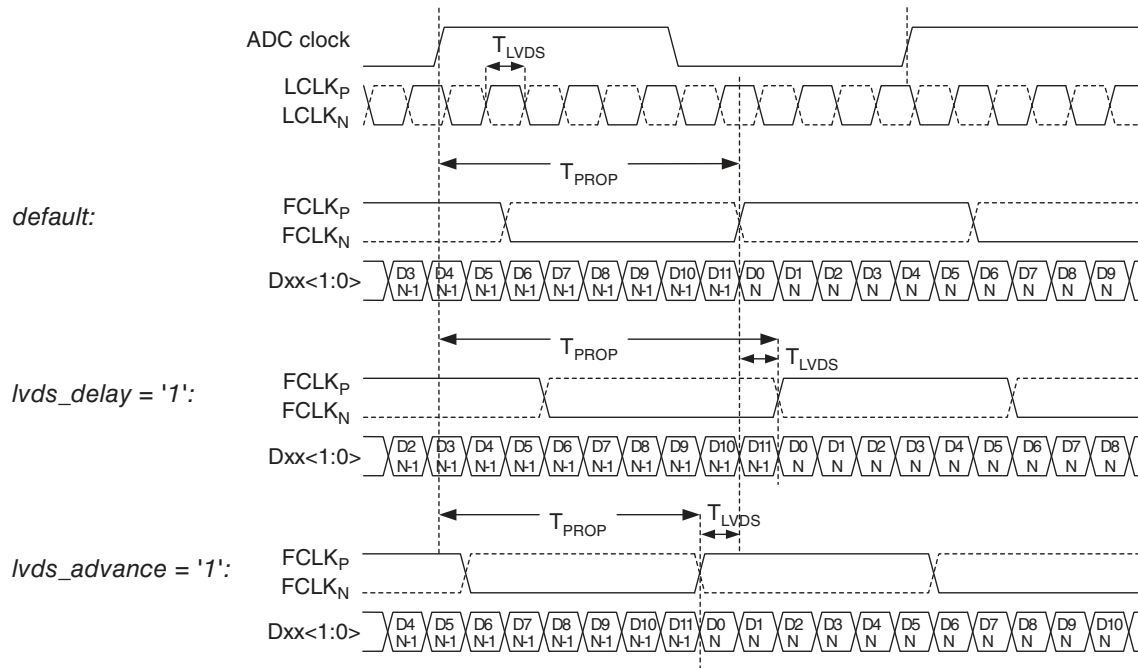 ADC clock
T_LVDS
LCLK_P
LCLK_N
T_PROP
default:
FCLK_P
FCLK_N
Dxx<1:0>
D3 D4 D5 D6 D7 D8 D9 D10 D11 D0 D1 D2 D3 D4 D5 D6 D7 D8 D9
N-1 N-1 N-1 N-1 N-1 N-1 N-1 N-1 N-1 N N N N N N N N N N
T_PROP
T_LVDS
lvds_delay = '1':
FCLK_P
FCLK_N
Dxx<1:0>
D2 D3 D4 D5 D6 D7 D8 D9 D10 D11 D0 D1 D2 D3 D4 D5 D6 D7 D8
N-1 N-1 N-1 N-1 N-1 N-1 N-1 N-1 N-1 N-1 N N N N N N N N N
T_PROP
T_LVDS
lvds_advance = '1':
FCLK_P
FCLK_N
Dxx<1:0>
D4 D5 D6 D7 D8 D9 D10 D11 D0 D1 D2 D3 D4 D5 D6 D7 D8 D9 D10
N-1 N-1 N-1 N-1 N-1 N-1 N-1 N-1 N N N N N N N N N N N